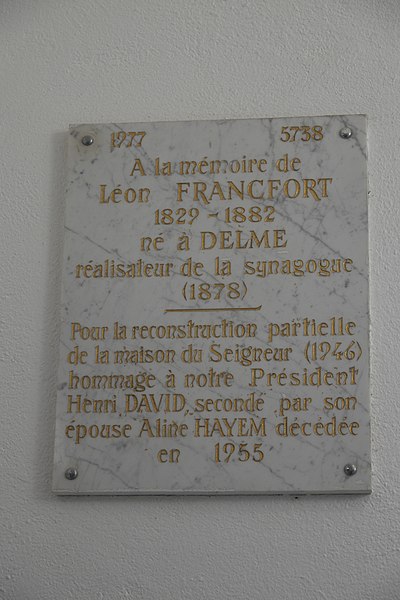 1977 5738
A la mémoire de
Léon FRANCFORT
1829 - 1882
né à DELME
réalisateur de la synagogue
(1878)
Pour la reconstruction partielle
de la maison du Seigneur (1946)
hommage à notre Président
Henri DAVID, secondé par son
épouse Aline HAYEM décédée
en 1955